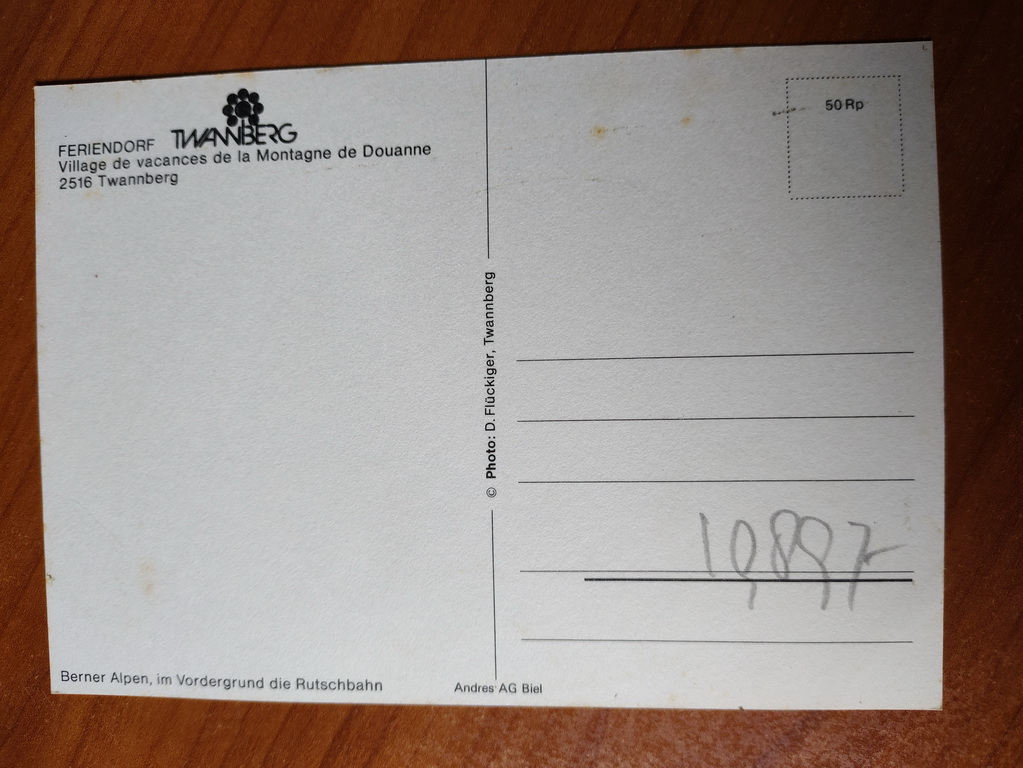 FERIENDORF TWANNBERG
Village de vacances de la Montagne de Douanne
2516 Twannberg
50 Rp
© Photo: D. Flückiger, Twannberg
19897
Berner Alpen, im Vordergrund die Rutschbahn
Andres AG Biel